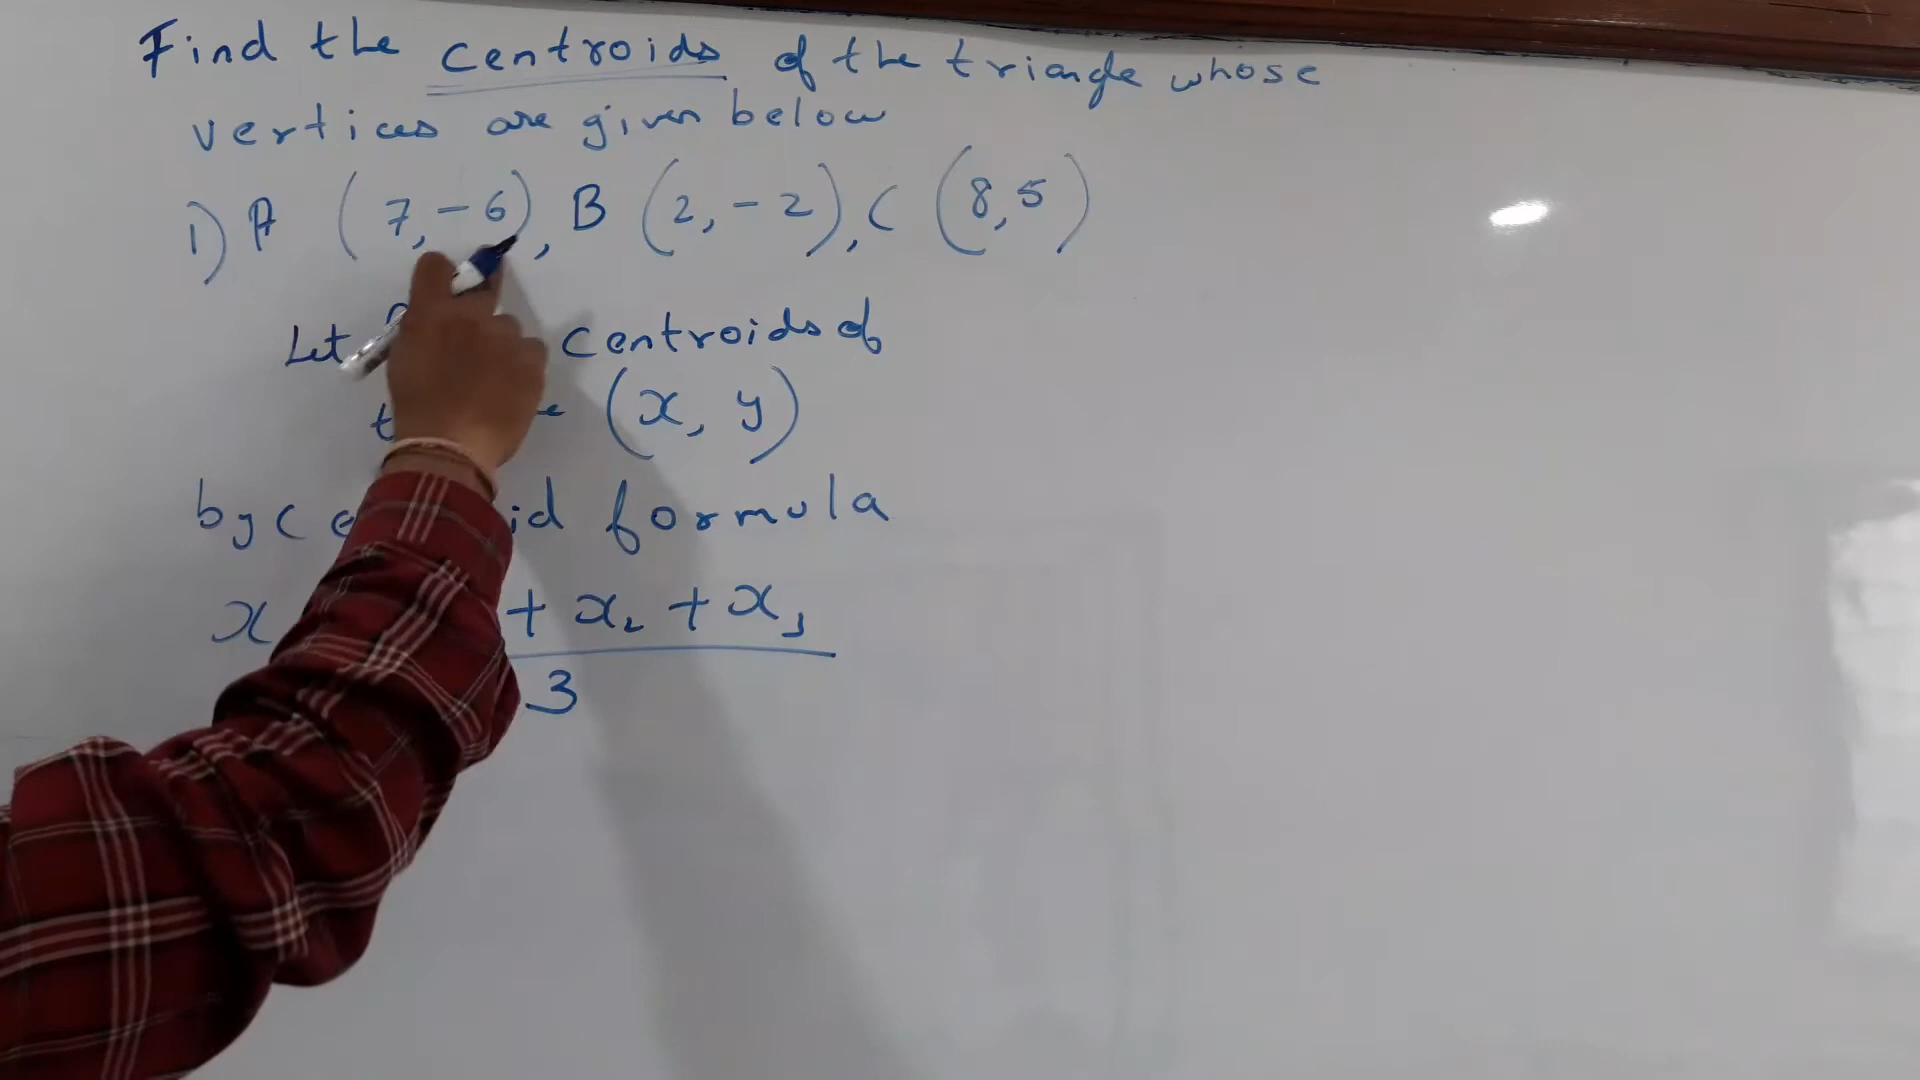 Find the centroids of the triangle whose
vertices are given below
1) A (7, -6), B (2, -2), C (8, 5)
Let centroids of
(x, y)
by formula
x + x₂ + x₃
3